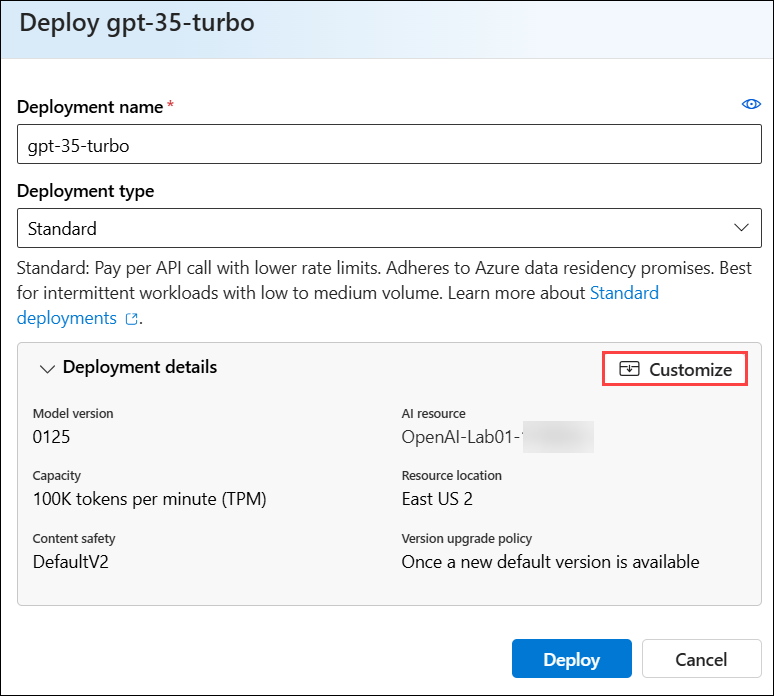 Deploy gpt-35-turbo
Deployment name *
gpt-35-turbo
Deployment type
Standard
Standard: Pay per API call with lower rate limits. Adheres to Azure data residency promises. Best
for intermittent workloads with low to medium volume. Learn more about Standard
deployments .
Deployment details
Customize
Model version
AI resource
0125
OpenAI-Lab01-
Capacity
Resource location
100K tokens per minute (TPM)
East US 2
Content safety
Version upgrade policy
DefaultV2
Once a new default version is available
Deploy
Cancel